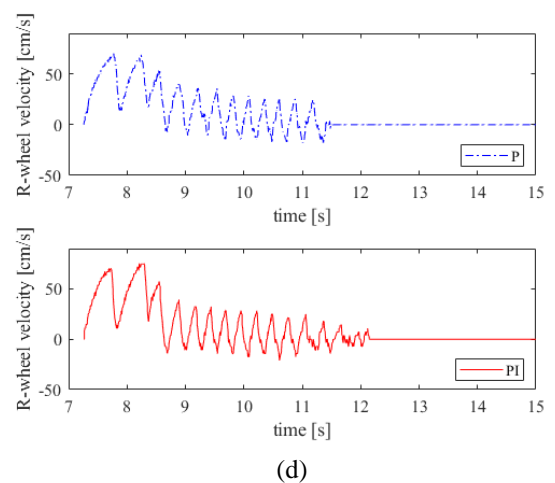 R-wheel velocity [cm/s]
50
0
-50
7 8 9 10 11 12 13 14 15
time [s]
P
R-wheel velocity [cm/s]
50
0
-50
7 8 9 10 11 12 13 14 15
time [s]
PI
(d)